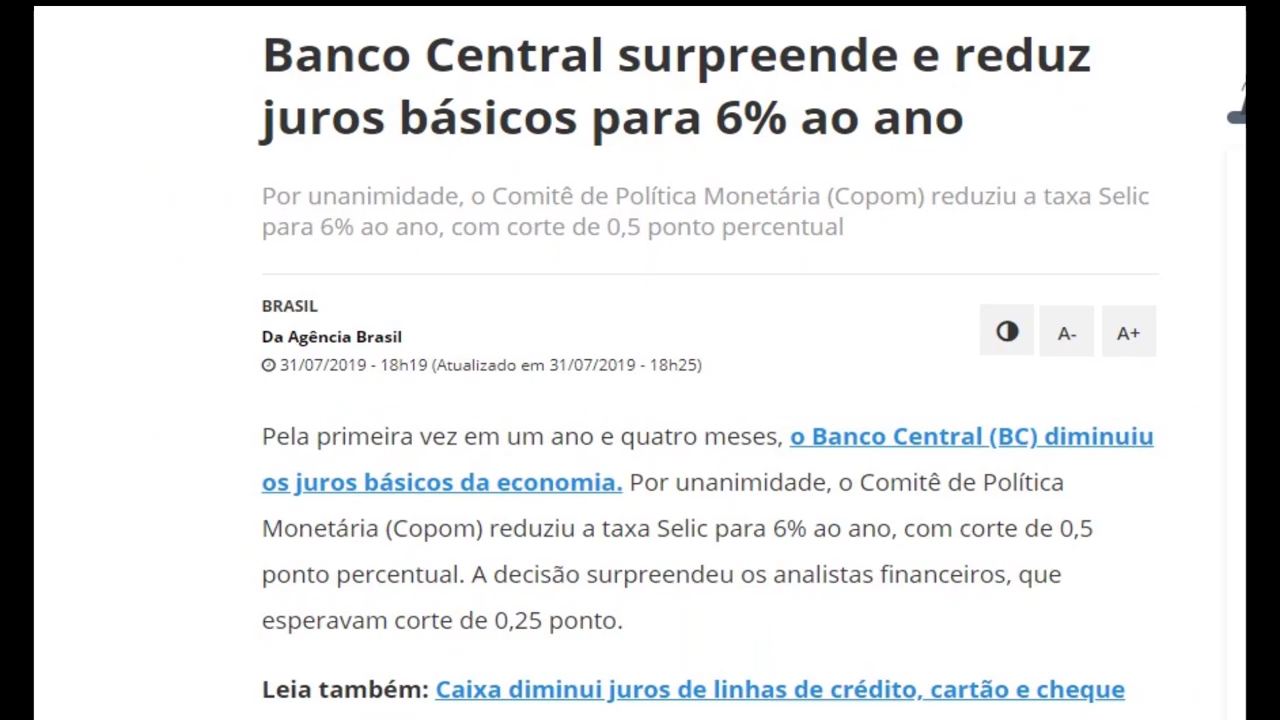 Banco Central surpreende e reduz
juros básicos para 6% ao ano
Por unanimidade, o Comitê de Política Monetária (Copom) reduziu a taxa Selic
para 6% ao ano, com corte de 0,5 ponto percentual
BRASIL
Da Agência Brasil
31/07/2019 - 18h19 (Atualizado em 31/07/2019 - 18h25)
A-
A+
Pela primeira vez em um ano e quatro meses, o Banco Central (BC) diminuiu
os juros básicos da economia. Por unanimidade, o Comitê de Política
Monetária (Copom) reduziu a taxa Selic para 6% ao ano, com corte de 0,5
ponto percentual. A decisão surpreendeu os analistas financeiros, que
esperavam corte de 0,25 ponto.
Leia também: Caixa diminui juros de linhas de crédito, cartão e cheque